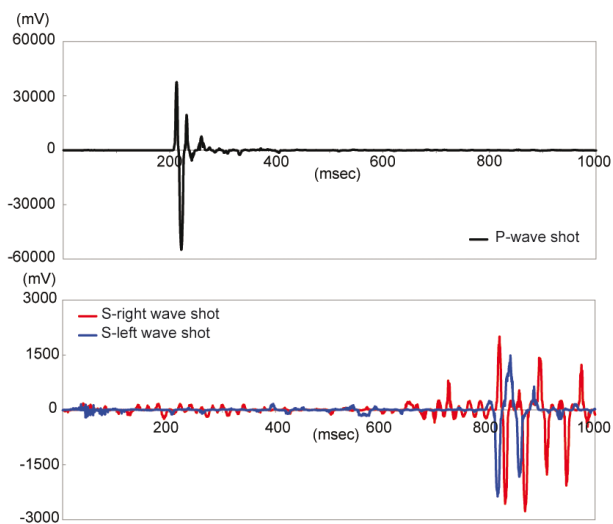 (mV)
60000
30000
0
200 400 600 800 1000
(msec)
-30000
P-wave shot
-60000
(mV)
3000
S-right wave shot
S-left wave shot
1500
0
200 400 600 800 1000
(msec)
-1500
-3000